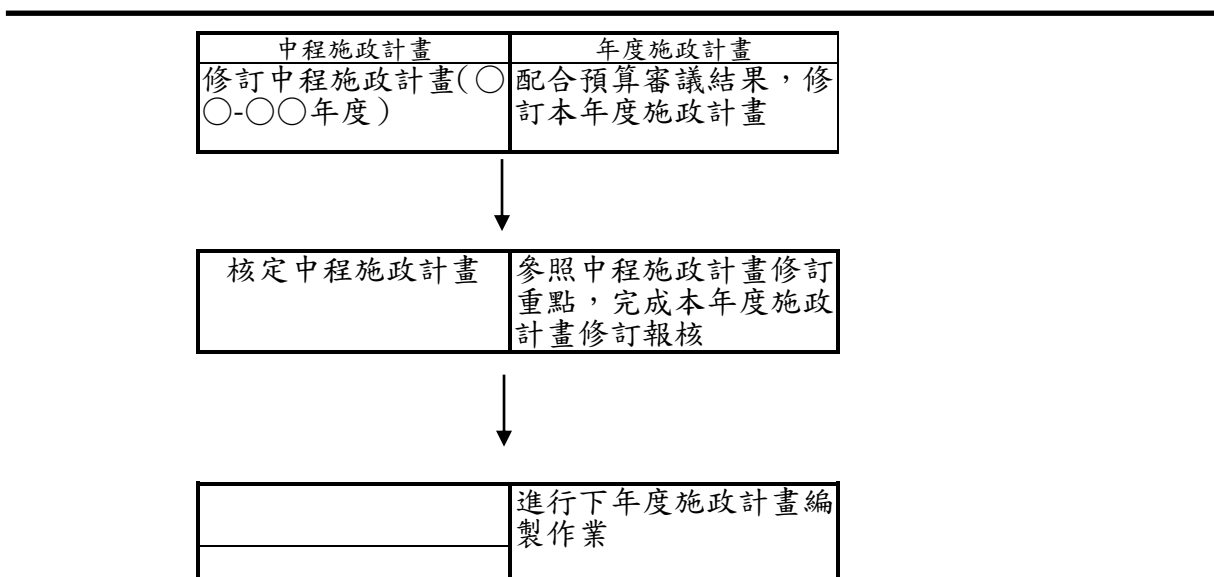 中程施政計畫
年度施政計畫
修訂中程施政計畫(○
○-○○年度)
配合預算審議結果，修
訂本年度施政計畫
核定中程施政計畫
參照中程施政計畫修訂
重點，完成本年度施政
計畫修訂報核
進行下年度施政計畫編
製作業